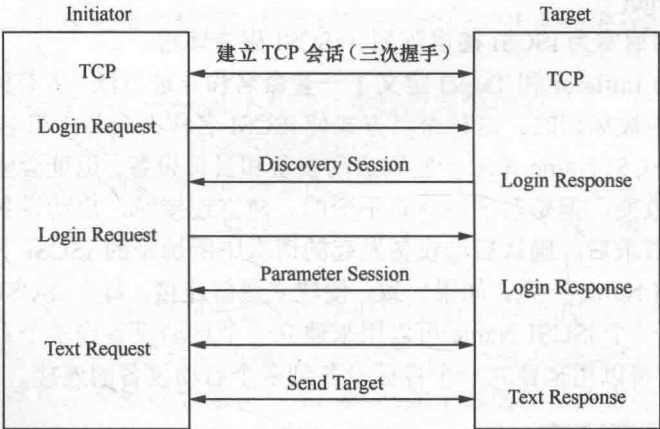 Initiator Target
建立 TCP 会话（三次握手）
TCP TCP
Login Request
Discovery Session
Login Response
Login Request
Parameter Session
Login Response
Text Request
Send Target
Text Response